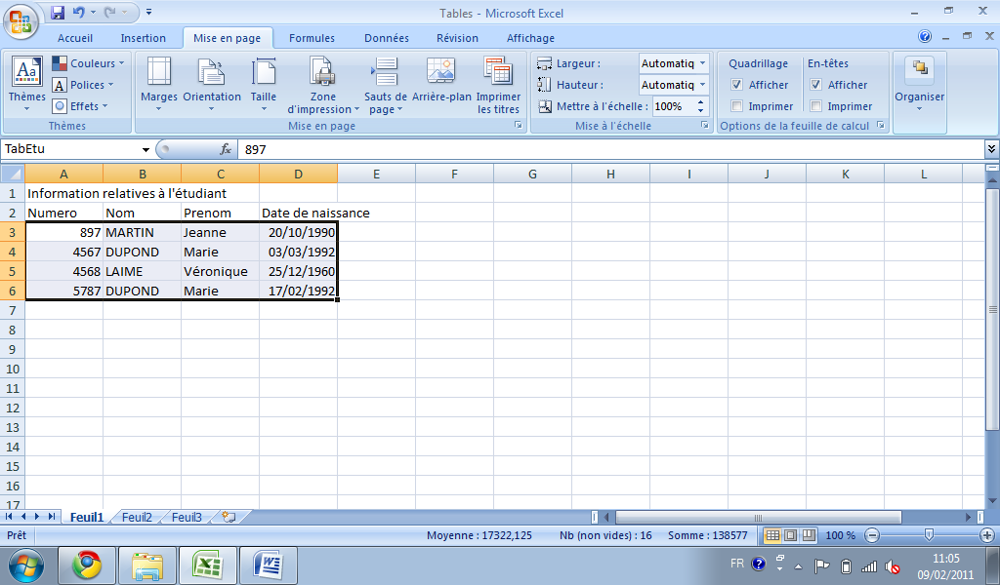 Tables - Microsoft Excel
Accueil Insertion Mise en page Formules Données Révision Affichage
Thèmes
Couleurs
Polices
Effets
Thèmes
Marges
Orientation
Taille
Zone
d'impression
Sauts de
page
Arrière-plan
Imprimer
les titres
Mise en page
Largeur : Automatiq
Hauteur : Automatiq
Mettre à l'échelle : 100%
Mise à l'échelle
Quadrillage En-têtes
Afficher Afficher
Imprimer Imprimer
Options de la feuille de calcul
Organiser
TabEtu fx 897
A B C D E F G H I J K L
1 Information relatives à l'étudiant
2 Numero Nom Prenom Date de naissance
3 897 MARTIN Jeanne 20/10/1990
4 4567 DUPOND Marie 03/03/1992
5 4568 LAIME Véronique 25/12/1960
6 5787 DUPOND Marie 17/02/1992
7
8
9
10
11
12
13
14
15
16
17
Feuil1 Feuil2 Feuil3
Prêt Moyenne : 17322,125 Nb (non vides) : 16 Somme : 138577 100 %
FR 11:05
09/02/2011